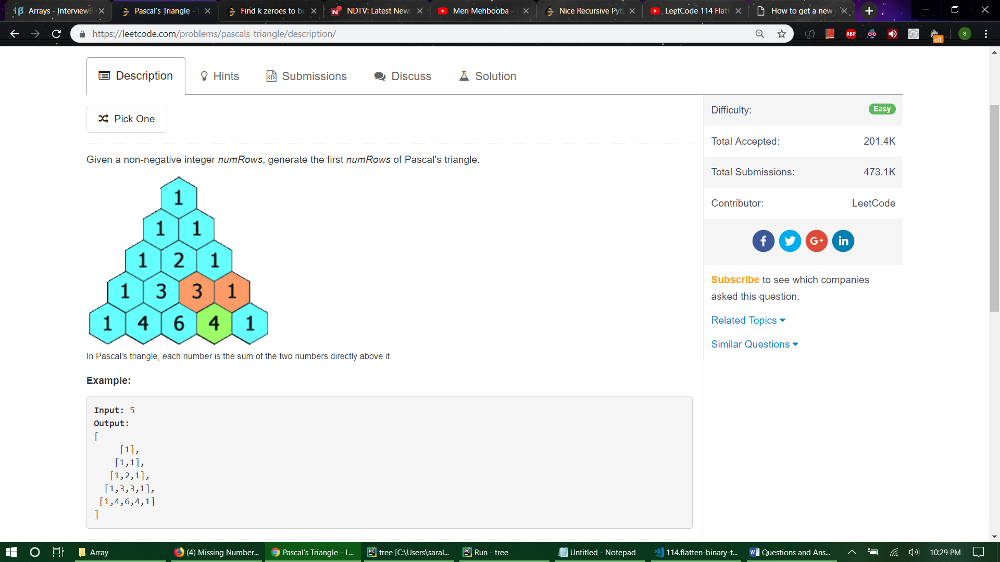 iβ Arrays - Interview
Pascal's Triangle -
Find k zeroes to be
NDTV: Latest News
Meri Mehbooba -
Nice Recursive Pyt
LeetCode 114 Flat
How to get a new
https://leetcode.com/problems/pascals-triangle/description/
ABP
off
S
Description
Hints
Submissions
Discuss
Solution
Pick One
Difficulty: Easy
Total Accepted: 201.4K
Total Submissions: 473.1K
Contributor: LeetCode
f G+ in
Subscribe to see which companies
asked this question.
Related Topics
Similar Questions
Given a non-negative integer numRows, generate the first numRows of Pascal's triangle.
1
1 1
1 2 1
1 3 3 1
1 4 6 4 1
In Pascal's triangle, each number is the sum of the two numbers directly above it.
Example:
Input: 5
Output:
[
[1],
[1,1],
[1,2,1],
[1,3,3,1],
[1,4,6,4,1]
]
Array
(4) Missing Number...
Pascal's Triangle - L...
PC tree [C:\Users\saral...
PC Run - tree
Untitled - Notepad
114.flatten-binary-t...
Questions and Ans...
10:29 PM